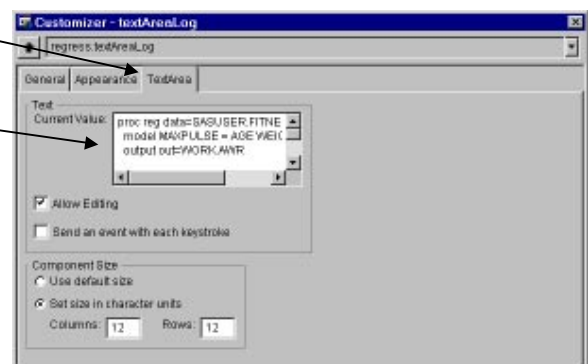 Customizer - textAreaLog
regress.textAreaLog
General Appearance TextArea
Text
Current Value:
proc reg data=SASUSER.FITNE
model MAXPULSE = AGE WEIG
output out=WORK.AWR
Allow Editing
Send an event with each keystroke
Component Size
Use default size
Set size in character units
Columns: 12 Rows: 12